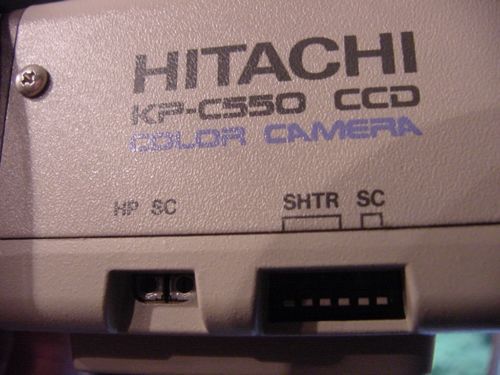 HITACHI
KP-C550 CCD
COLOR CAMERA
HP SC SHTR SC